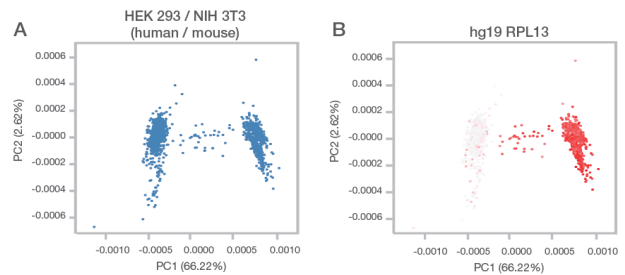 A
HEK 293 / NIH 3T3
(human / mouse)
PC2 (2.62%)
0.0006
0.0004
0.0002
-0.0000
-0.0002
-0.0004
-0.0006
-0.0010
-0.0005
0.0000
0.0005
0.0010
PC1 (66.22%)
B
hg19 RPL13
PC2 (2.62%)
0.0006
0.0004
0.0002
-0.0000
-0.0002
-0.0004
-0.0006
-0.0010
-0.0005
0.0000
0.0005
0.0010
PC1 (66.22%)